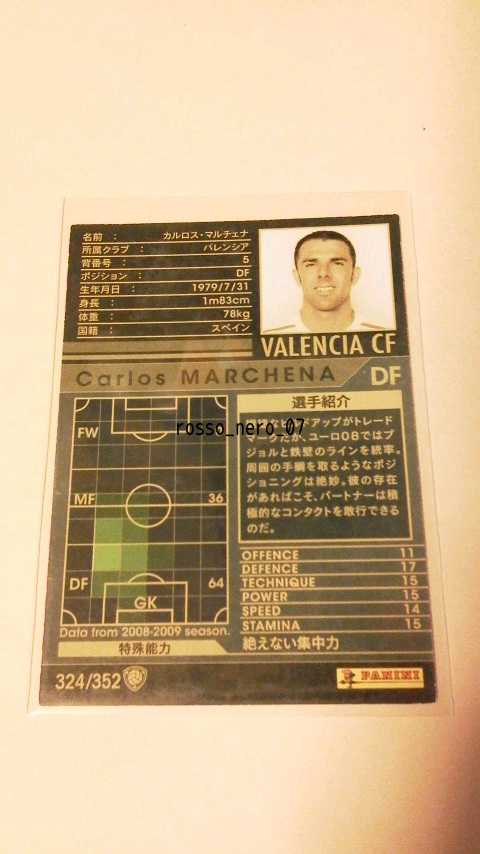 名前 : カルロス・マルチェナ
所属クラブ : バレンシア
背番号 : 5
ポジション : DF
生年月日 : 1979/7/31
身長 : 1m83cm
体重 : 78kg
国籍 : スペイン
VALENCIA CF
Carlos MARCHENA
DF
FW
MF 36
DF 64
GK
Data from 2008-2009 season.
選手紹介
ドアップがトレード
rosso_nero_07
マークだが、ユーロ08ではプ
ジョルと鉄壁のラインを統率。
周囲の手綱を取るようなポジ
ショニングは絶妙。彼の存在
があればこそ、パートナーは積
極的なコンタクトを敢行できる
のだ。
OFFENCE 11
DEFENCE 17
TECHNIQUE 15
POWER 15
SPEED 14
STAMINA 15
特殊能力
絶えない集中力
324/352
PANINI